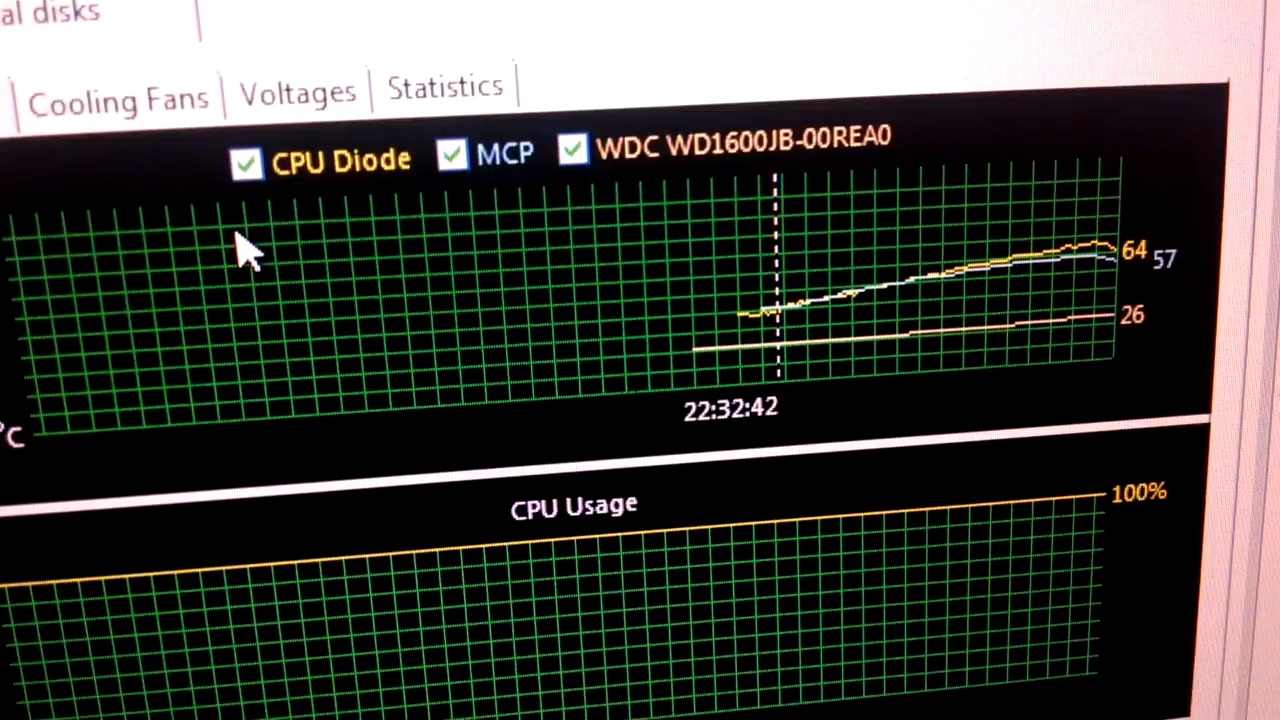 al disks
Cooling Fans Voltages Statistics
CPU Diode MCP WDC WD1600JB-00REA0
64 57
26
22:32:42
°C
CPU Usage
100%